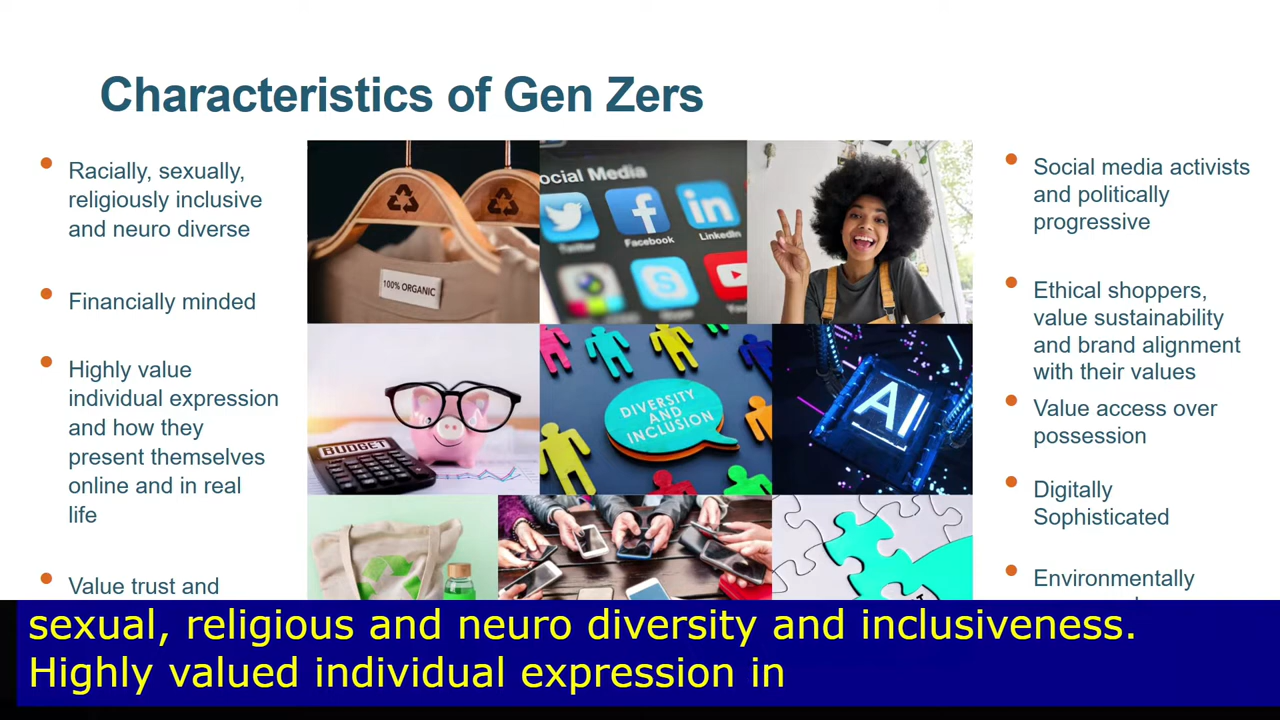 Characteristics of Gen Zers
Racially, sexually,
religiously inclusive
and neuro diverse
Financially minded
Highly value
individual expression
and how they
present themselves
online and in real
life
Value trust and
100% ORGANIC
ocial Media
Twitter
Facebook
LinkedIn
Skype
BUDGET
DIVERSITY
AND
INCLUSION
AI
Social media activists
and politically
progressive
Ethical shoppers,
value sustainability
and brand alignment
with their values
Value access over
possession
Digitally
Sophisticated
Environmentally
sexual, religious and neuro diversity and inclusiveness.
Highly valued individual expression in